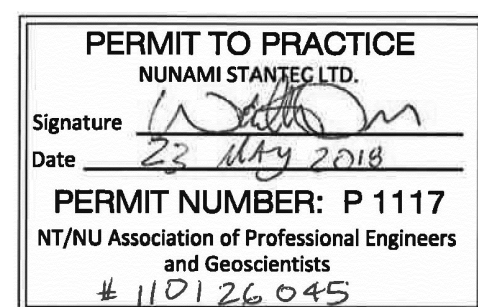 PERMIT TO PRACTICE
NUNAMI STANTEC LTD.
Signature
Date 23 MAY 2018
PERMIT NUMBER: P 1117
NT/NU Association of Professional Engineers
and Geoscientists
# 110126045